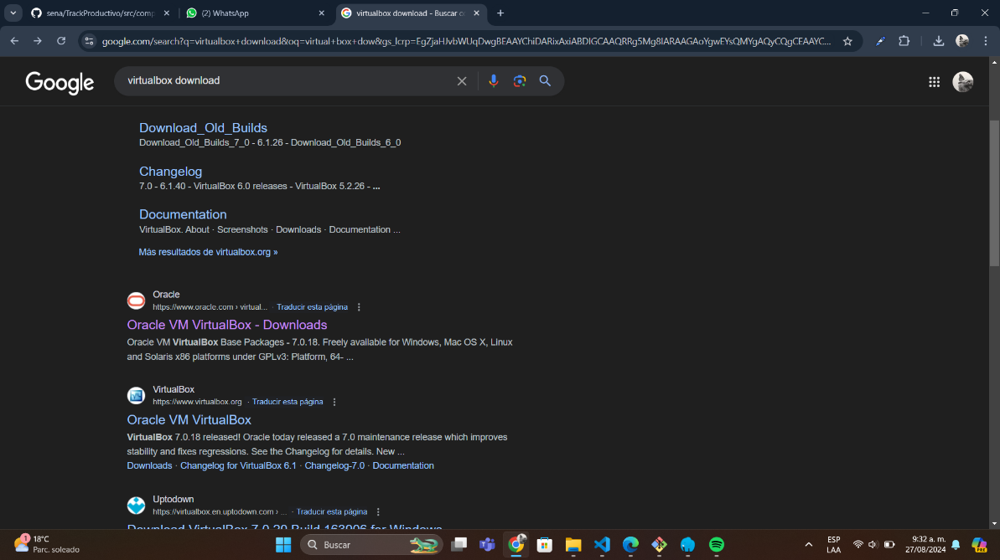 sena/TrackProductivo/src/comp
(2) WhatsApp
virtualbox download - Buscar c
google.com/search?q=virtualbox+download&oq=virtual+box+dow&gs_lcrp=EgZjaHJvbWUqDwgBEAAYChiDARixAxiABDIGCAAQRRg5Mg8IARAAGAoYgwEYsQMYgAQyCQgCEAAYC...
Google
virtualbox download
Download_Old_Builds
Download_Old_Builds_7_0 - 6.1.26 - Download_Old_Builds_6_0
Changelog
7.0 - 6.1.40 - VirtualBox 6.0 releases - VirtualBox 5.2.26 - ...
Documentation
VirtualBox. About · Screenshots · Downloads · Documentation ...
Más resultados de virtualbox.org »
Oracle
https://www.oracle.com › virtual... · Traducir esta página
Oracle VM VirtualBox - Downloads
Oracle VM VirtualBox Base Packages - 7.0.18. Freely available for Windows, Mac OS X, Linux
and Solaris x86 platforms under GPLv3: Platform, 64- ...
VirtualBox
https://www.virtualbox.org · Traducir esta página
Oracle VM VirtualBox
VirtualBox 7.0.18 released! Oracle today released a 7.0 maintenance release which improves
stability and fixes regressions. See the Changelog for details. New ...
Downloads · Changelog for VirtualBox 6.1 · Changelog-7.0 · Documentation
Uptodown
https://virtualbox.en.uptodown.com › ... · Traducir esta página
Download VirtualBox 7.0.20 Build 163906 for Windows
1
18°C
Parc. soleado
Buscar
ESP
LAA
9:32 a. m.
27/08/2024
PRE